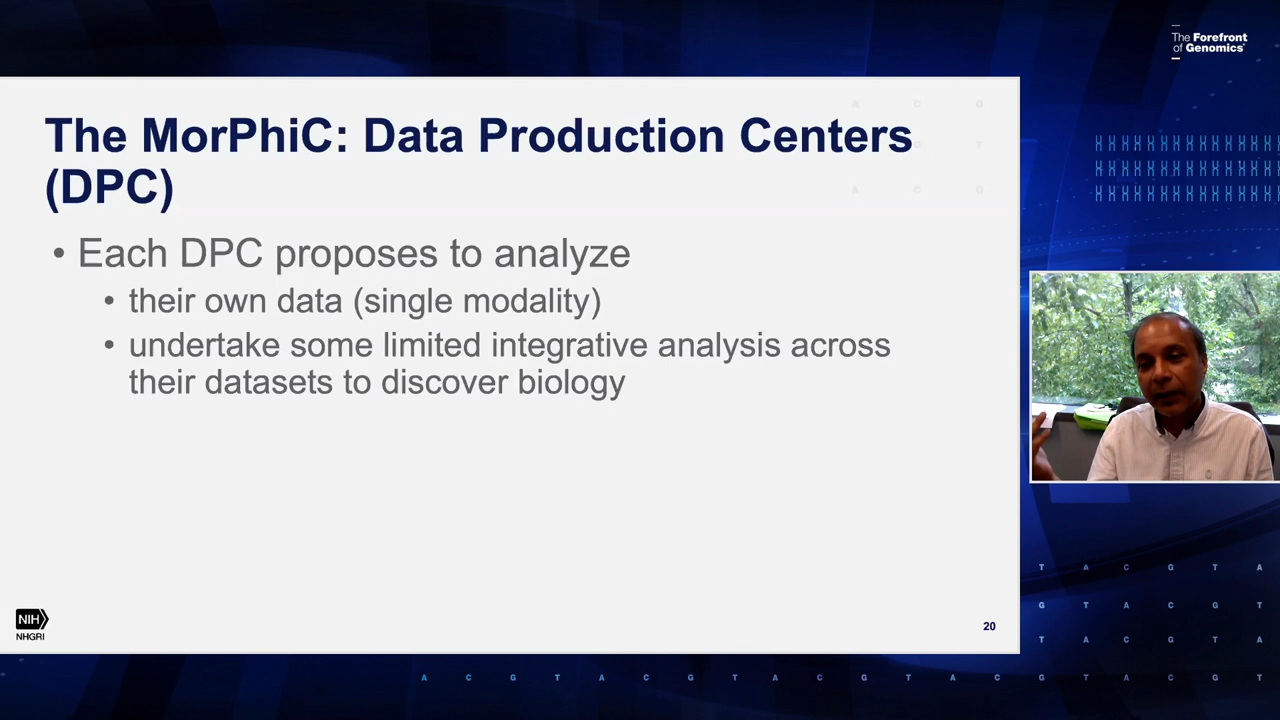 The Forefront
of Genomics®
The MorPhiC: Data Production Centers
(DPC)
• Each DPC proposes to analyze
• their own data (single modality)
• undertake some limited integrative analysis across
their datasets to discover biology
NIH
NHGRI
20
A C G
G T
A C G
T A C G T A
G T A C G T
T A C G T A
A C G T A C G T A C G T A C G T A C G T